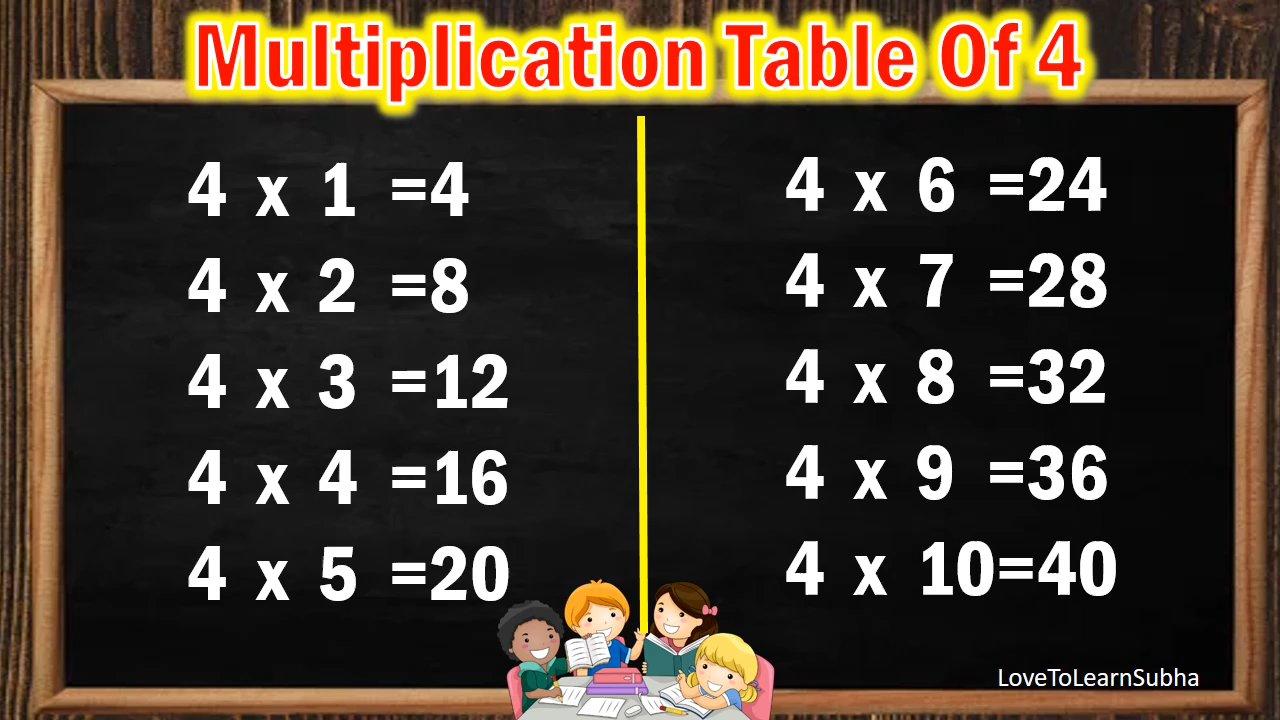 Multiplication Table Of 4
4 x 1 =4
4 x 2 =8
4 x 3 =12
4 x 4 =16
4 x 5 =20
4 x 6 =24
4 x 7 =28
4 x 8 =32
4 x 9 =36
4 x 10=40
LoveToLearnSubha